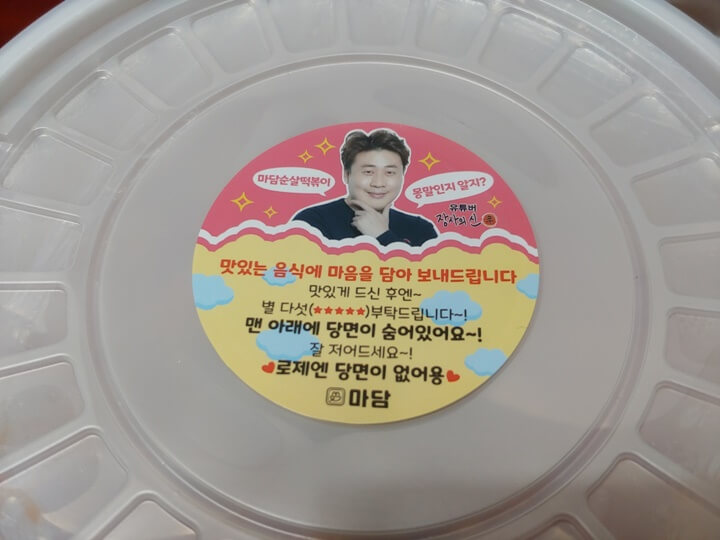 마담순살떡볶이
몽말인지 알지?
유튜버
장사의 신
맛있는 음식에 마음을 담아 보내드립니다
맛있게 드신 후엔~
별 다섯(★★★★★)부탁드립니다~!
맨 아래에 당면이 숨어있어요~!
잘 저어드세요~!
♥로제엔 당면이 없어용♥
마담